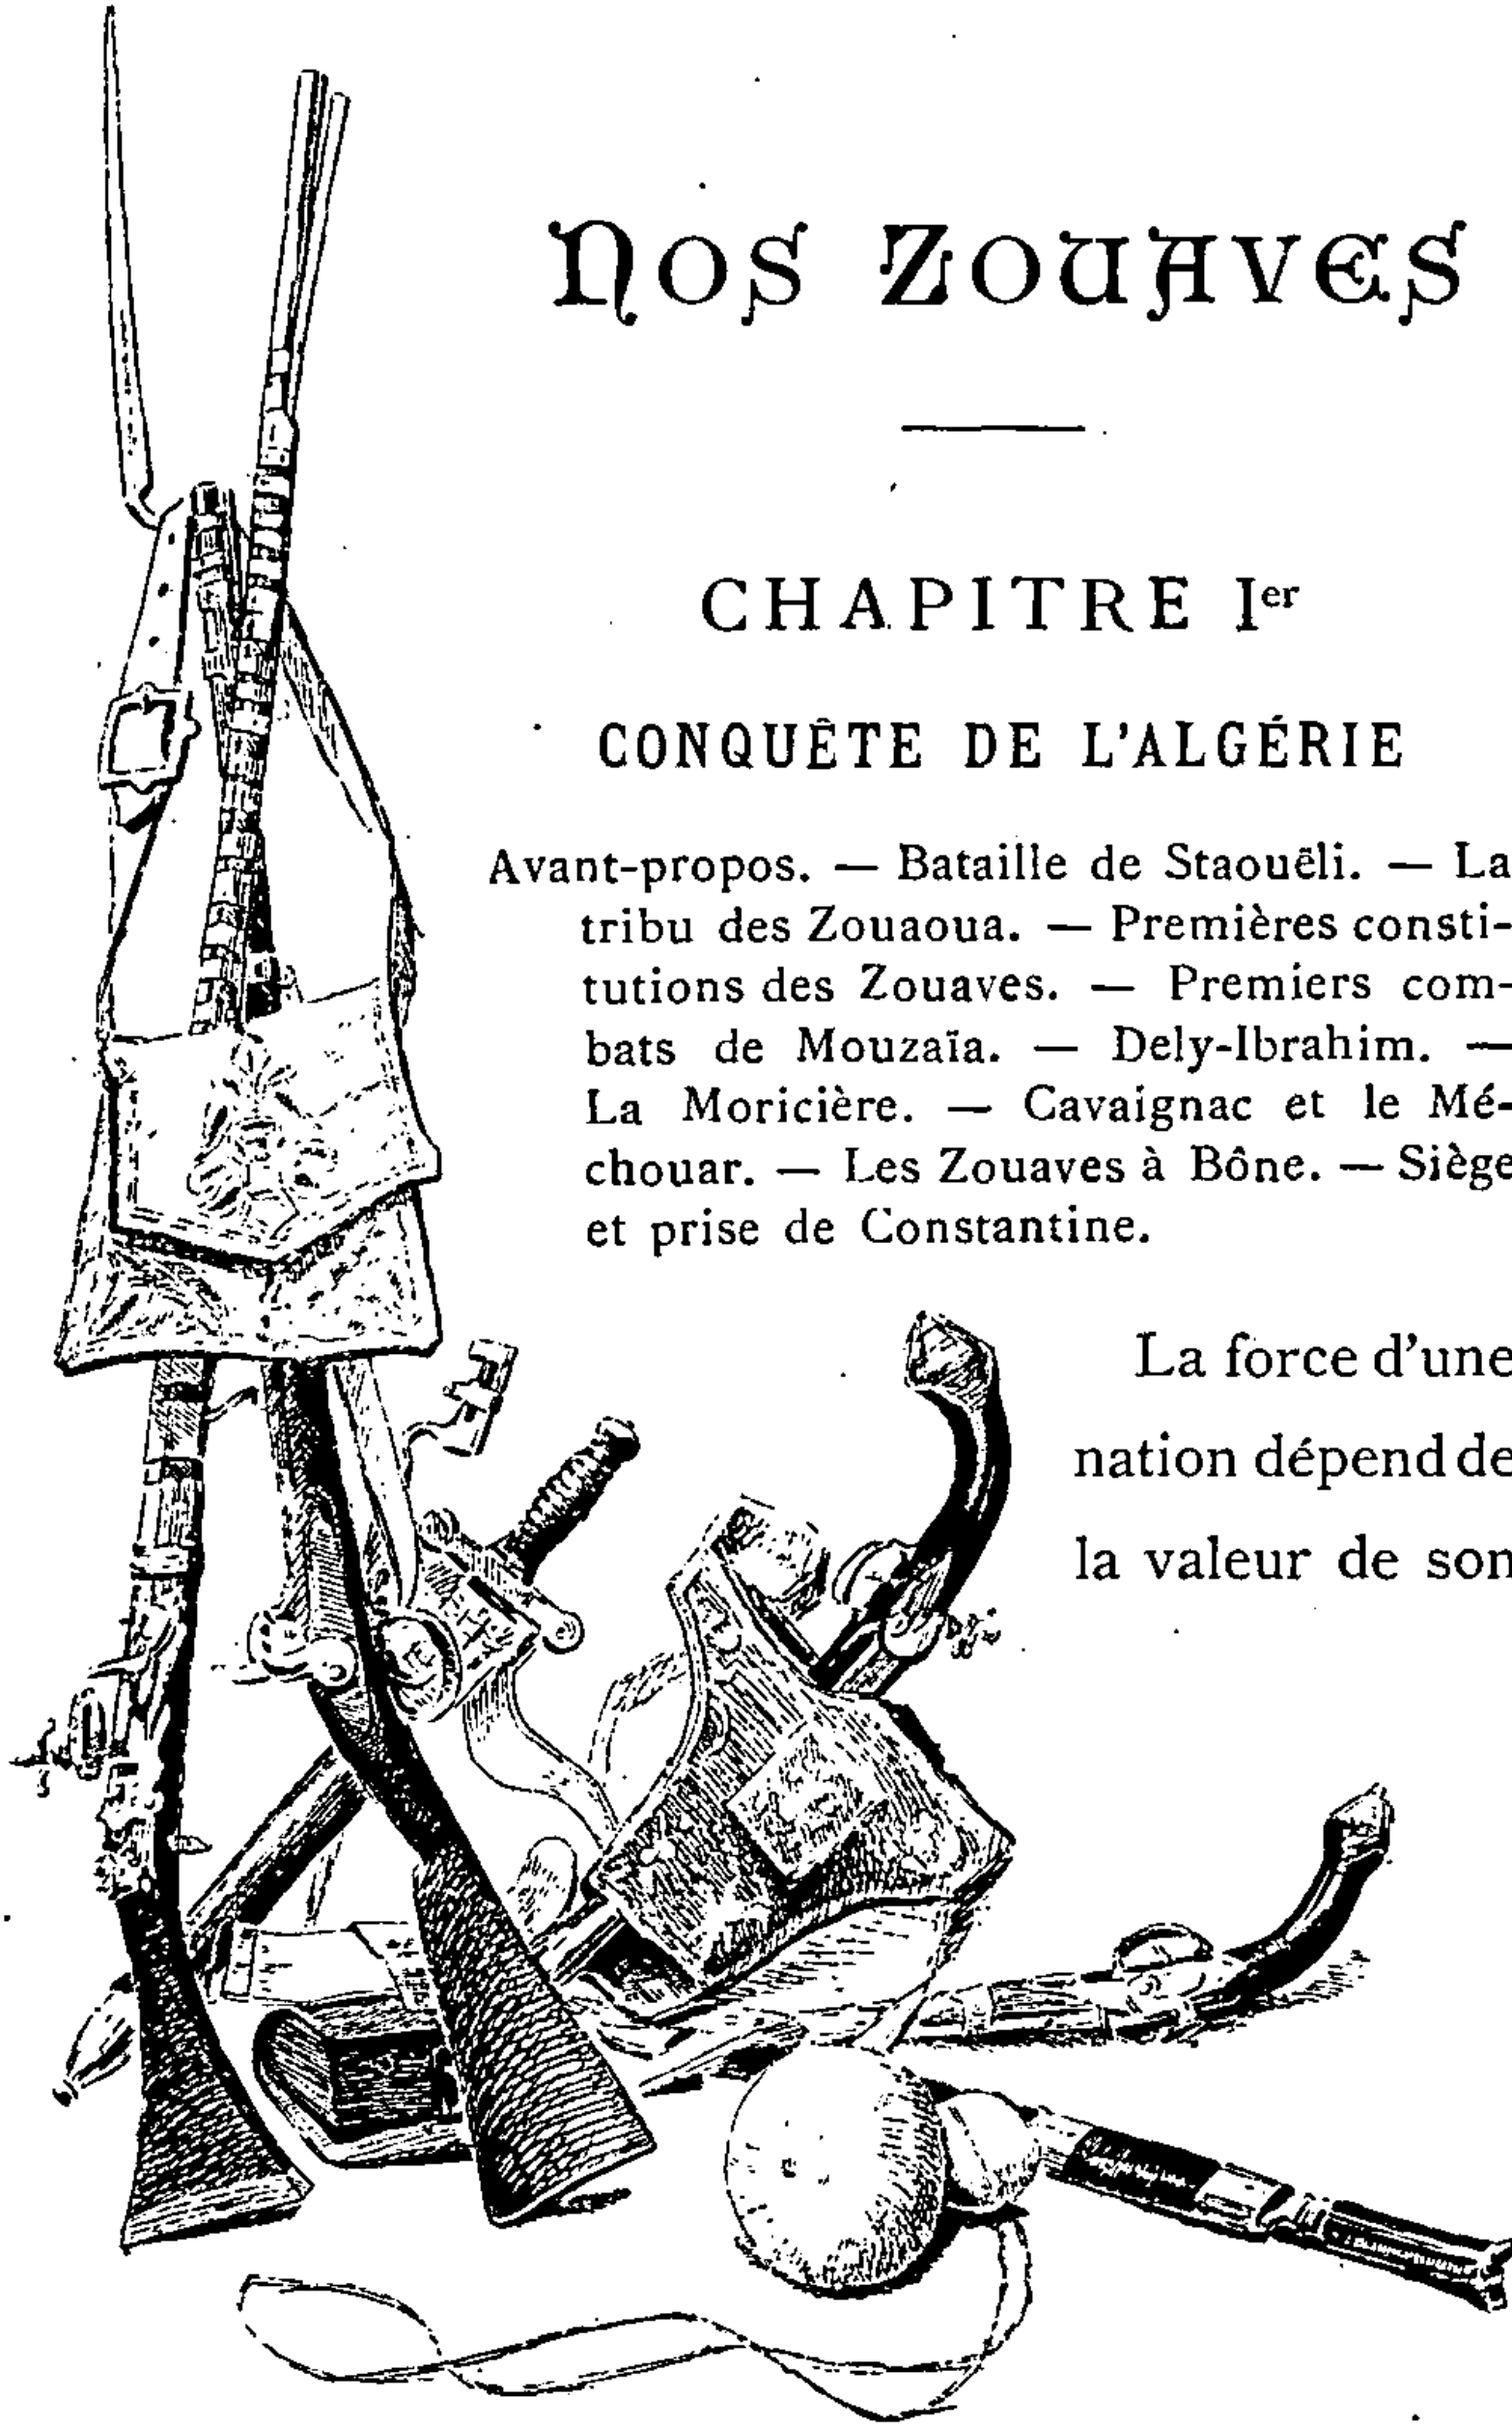 NOS ZOUAVES
CHAPITRE Ier
CONQUÊTE DE L'ALGÉRIE
Avant-propos. — Bataille de Staouëli. — La
tribu des Zouaoua. — Premières consti-
tutions des Zouaves. — Premiers com-
bats de Mouzaïa. — Dely-Ibrahim. —
La Moricière. — Cavaignac et le Mé-
chouar. — Les Zouaves à Bône. — Siège
et prise de Constantine.
La force d'une
nation dépend de
la valeur de son